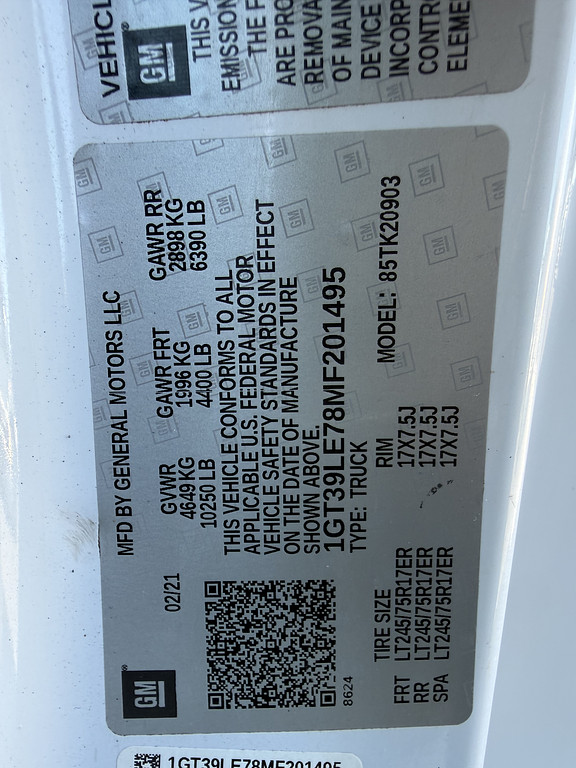 VEHICL
GM
THIS V
EMISSION
THE F
ARE PRO
REMOVA
OF MAIN
DEVICE
INCORP
CONTR
ELEME
GM
02/21
MFD BY GENERAL MOTORS LLC
GVWR GAWR FRT GAWR RR
4649 KG 1996 KG 2898 KG
10250 LB 4400 LB 6390 LB
THIS VEHICLE CONFORMS TO ALL
APPLICABLE U.S. FEDERAL MOTOR
VEHICLE SAFETY STANDARDS IN EFFECT
ON THE DATE OF MANUFACTURE
SHOWN ABOVE.
1GT39LE78MF201495
TYPE: TRUCK
8624
MODEL: 85TK20903
TIRE SIZE RIM
FRT LT245/75R17ER 17X7.5J
RR LT245/75R17ER 17X7.5J
SPA LT245/75R17ER 17X7.5J
1GT39LE78MF201495